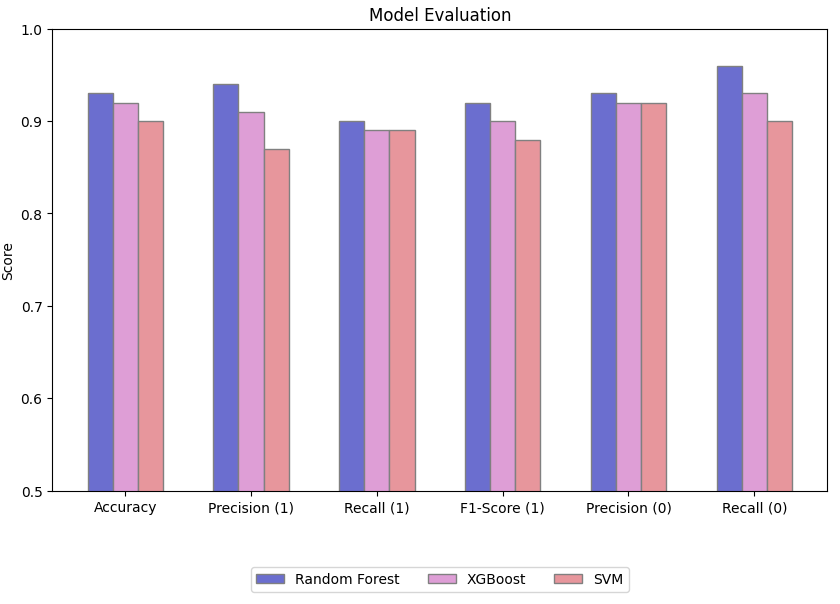 Model Evaluation
1.0
0.9
0.8
0.7
0.6
0.5
Score
Accuracy
Precision (1)
Recall (1)
F1-Score (1)
Precision (0)
Recall (0)
Random Forest
XGBoost
SVM